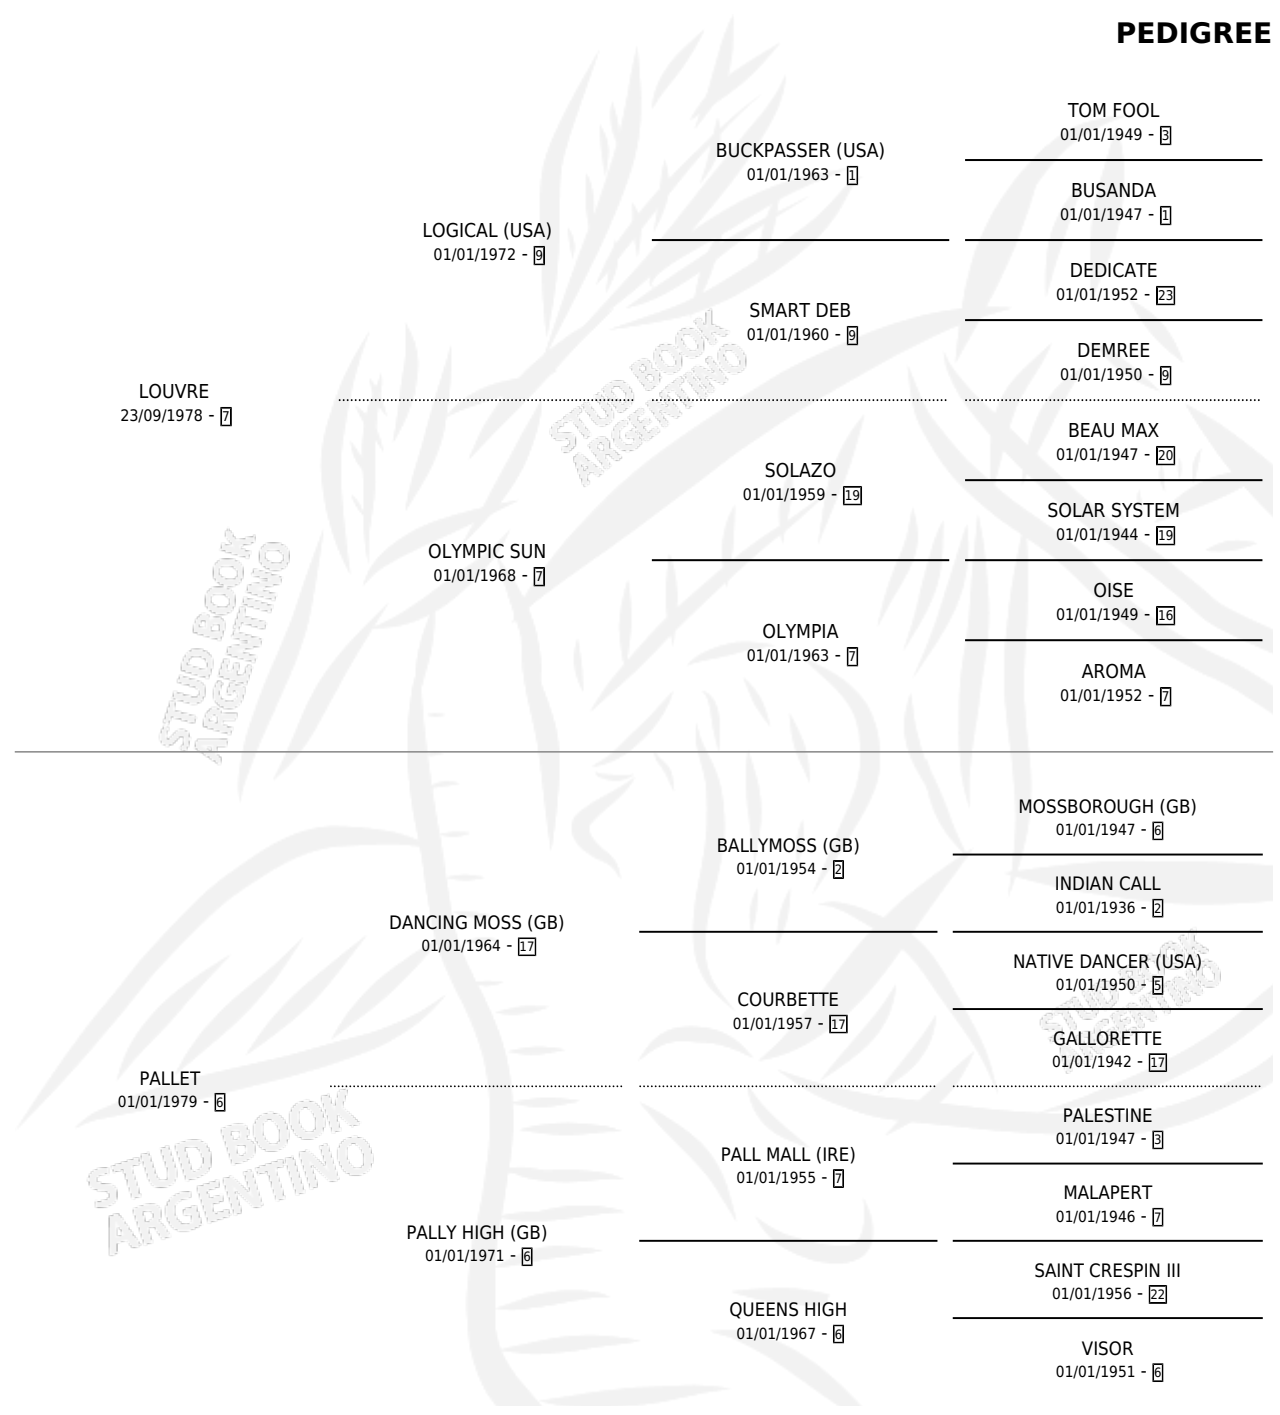 PEDIGREE
TOM FOOL
01/01/1949 - 3
BUCKPASSER (USA)
01/01/1963 - 1
BUSANDA
01/01/1947 - 1
LOGICAL (USA)
01/01/1972 - 9
DEDICATE
01/01/1952 - 23
SMART DEB
01/01/1960 - 9
DEMREE
01/01/1950 - 9
LOUVRE
23/09/1978 - 7
BEAU MAX
01/01/1947 - 20
SOLAZO
01/01/1959 - 19
SOLAR SYSTEM
01/01/1944 - 19
OLYMPIC SUN
01/01/1968 - 7
OISE
01/01/1949 - 16
OLYMPIA
01/01/1963 - 7
AROMA
01/01/1952 - 7
STUD BOOK
ARGENTINO
STUD BOOK
ARGENTINO
MOSSBOROUGH (GB)
01/01/1947 - 6
BALLYMOSS (GB)
01/01/1954 - 2
INDIAN CALL
01/01/1936 - 2
DANCING MOSS (GB)
01/01/1964 - 17
NATIVE DANCER (USA)
01/01/1950 - 5
COURBETTE
01/01/1957 - 17
GALLORETTE
01/01/1942 - 17
PALLET
01/01/1979 - 6
PALESTINE
01/01/1947 - 3
PALL MALL (IRE)
01/01/1955 - 7
MALAPERT
01/01/1946 - 7
PALLY HIGH (GB)
01/01/1971 - 6
SAINT CRESPIN III
01/01/1956 - 22
QUEENS HIGH
01/01/1967 - 6
VISOR
01/01/1951 - 6
STUD BOOK
ARGENTINO
STUD BOOK
ARGENTINO